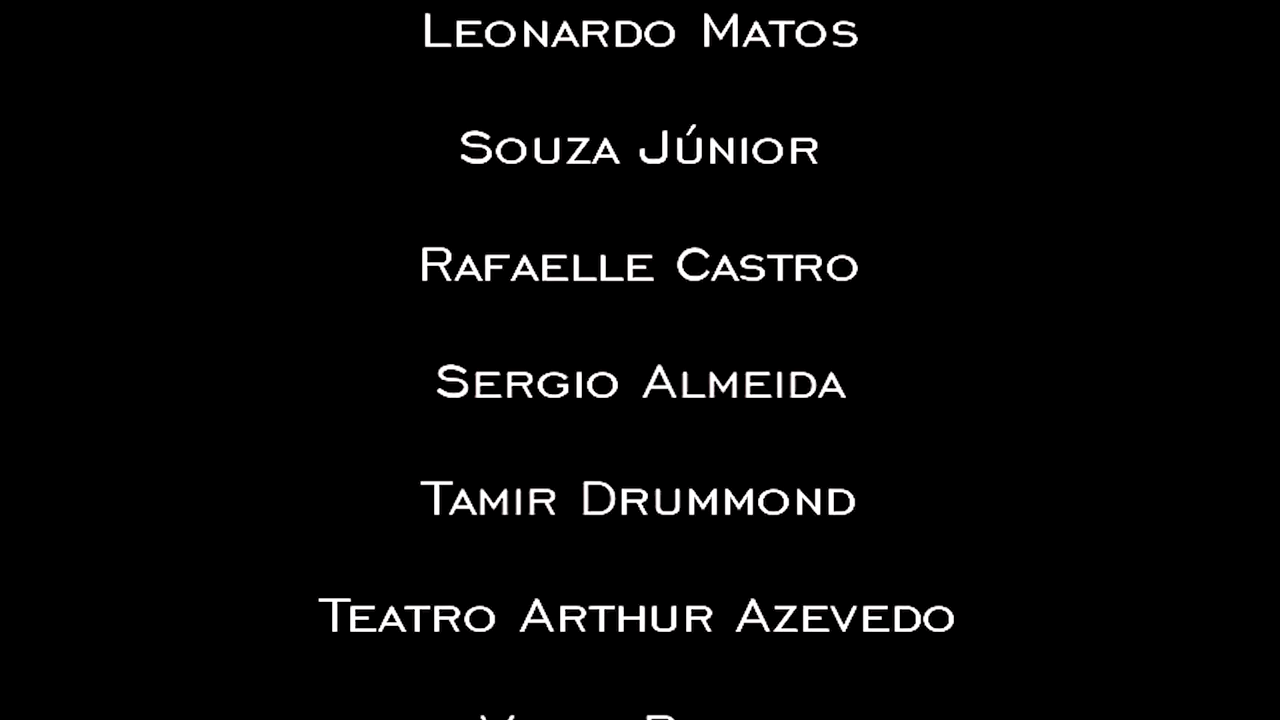 Leonardo Matos
Souza Júnior
Rafaelle Castro
Sergio Almeida
Tamir Drummond
Teatro Arthur Azevedo